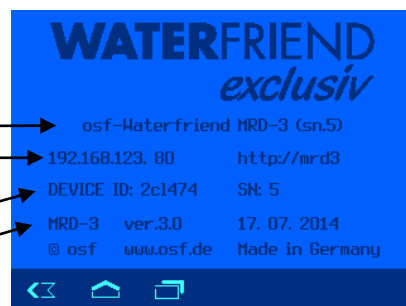 WATERFRIEND
exclusiv
osf-Waterfriend MRD-3 (sn.5)
192.168.123. 80 http://mrd3
DEVICE ID: 2cl474 SN: 5
MRD-3 ver.3.0 17. 07. 2014
© osf www.osf.de Made in Germany